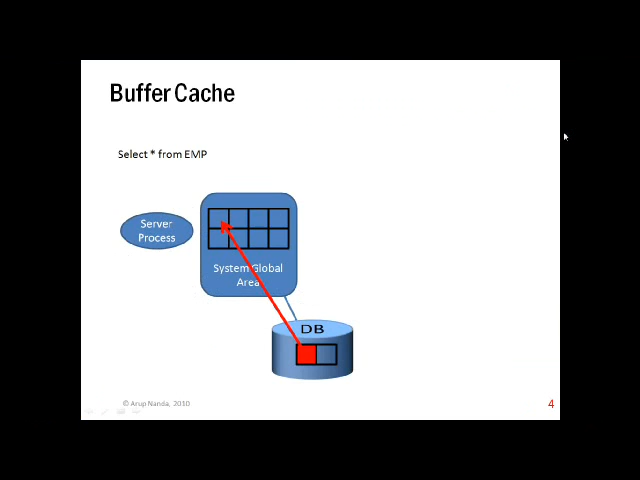 Buffer Cache
Select * from EMP
Server
Process
System Global
Area
DB
© Arup Nanda, 2010
4